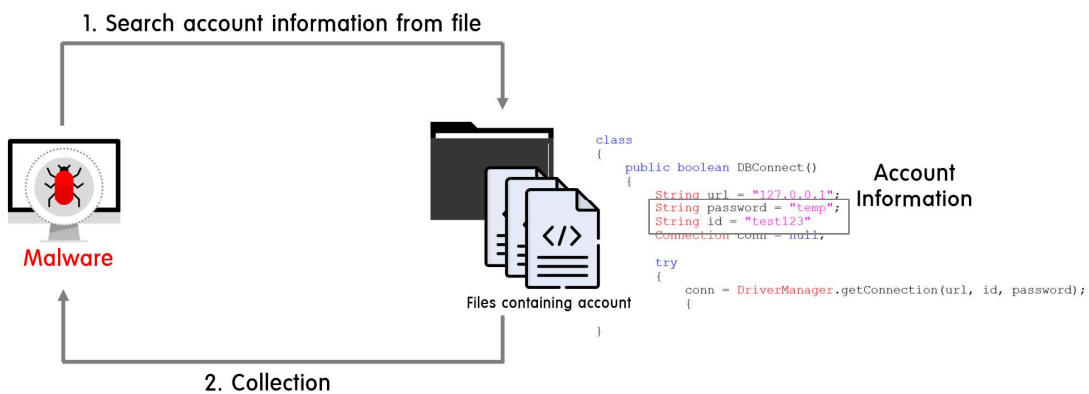 1. Search account information from file
Malware
</>
Files containing account
class
{
public boolean DBConnect()
{
String url = "127.0.0.1";
String password = "temp";
String id = "test123"
Connection conn = null;
try
{
conn = DriverManager.getConnection(url, id, password);
{
}
Account
Information
2. Collection